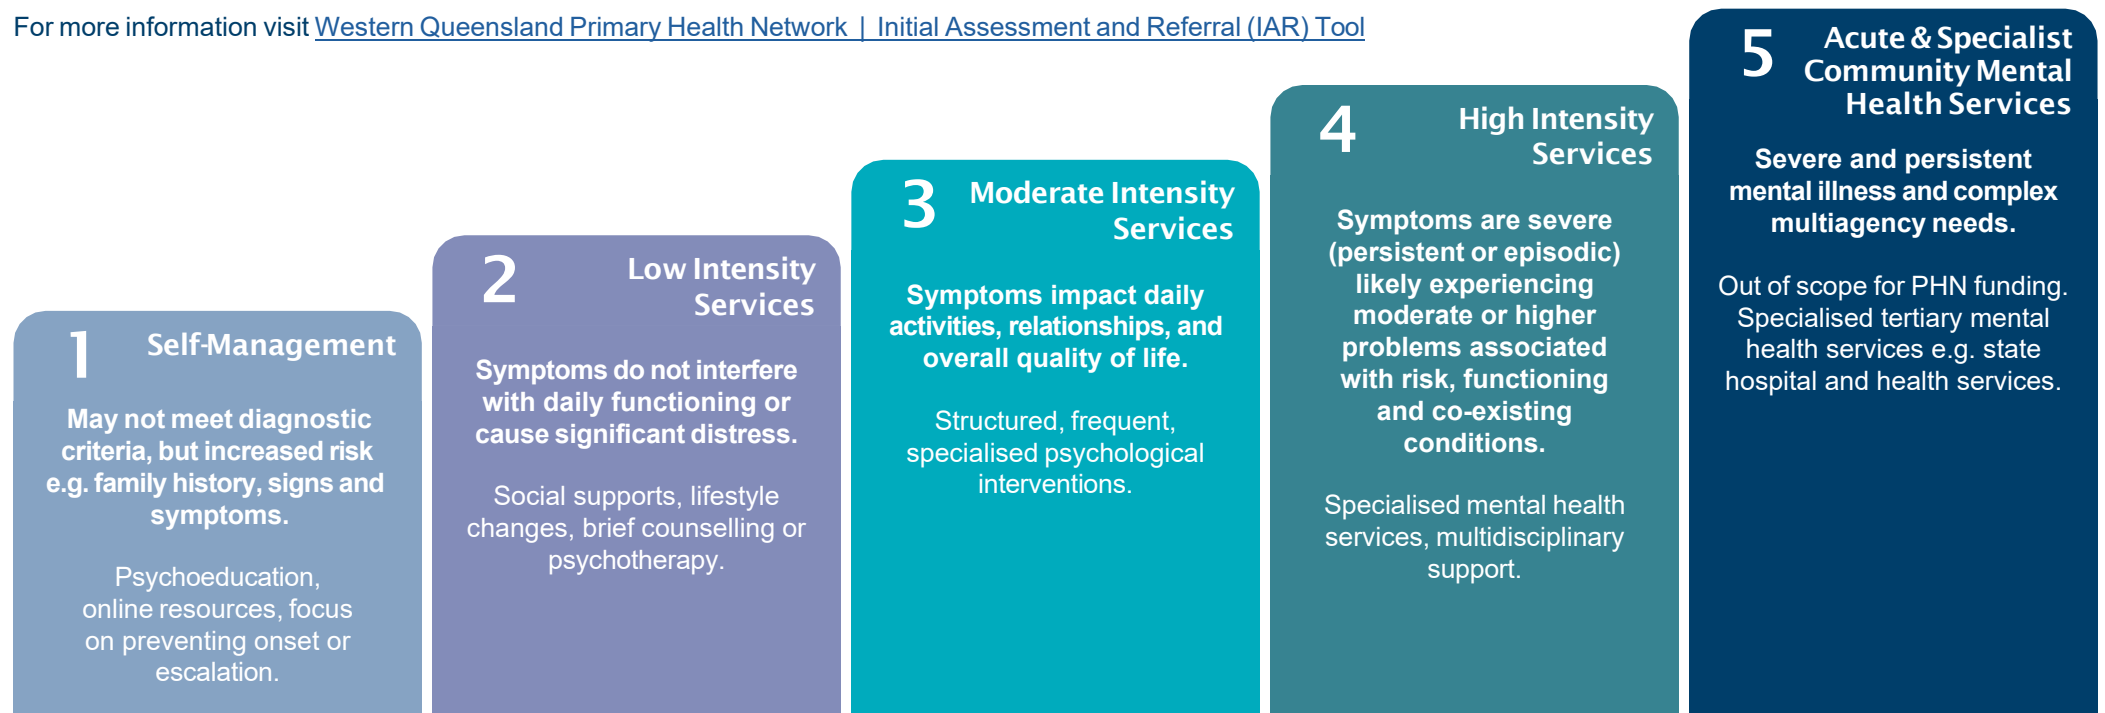 For more information visit Western Queensland Primary Health Network | Initial Assessment and Referral (IAR) Tool
1
Self-Management
May not meet diagnostic
criteria, but increased risk
e.g. family history, signs and
symptoms.
Psychoeducation,
online resources, focus
on preventing onset or
escalation.
2
Low Intensity
Services
Symptoms do not interfere
with daily functioning or
cause significant distress.
Social supports, lifestyle
changes, brief counselling or
psychotherapy.
3
Moderate Intensity
Services
Symptoms impact daily
activities, relationships, and
overall quality of life.
Structured, frequent,
specialised psychological
interventions.
4
High Intensity
Services
Symptoms are severe
(persistent or episodic)
likely experiencing
moderate or higher
problems associated
with risk, functioning
and co-existing
conditions.
Specialised mental health
services, multidisciplinary
support.
5
Acute & Specialist
Community Mental
Health Services
Severe and persistent
mental illness and complex
multiagency needs.
Out of scope for PHN funding.
Specialised tertiary mental
health services e.g. state
hospital and health services.